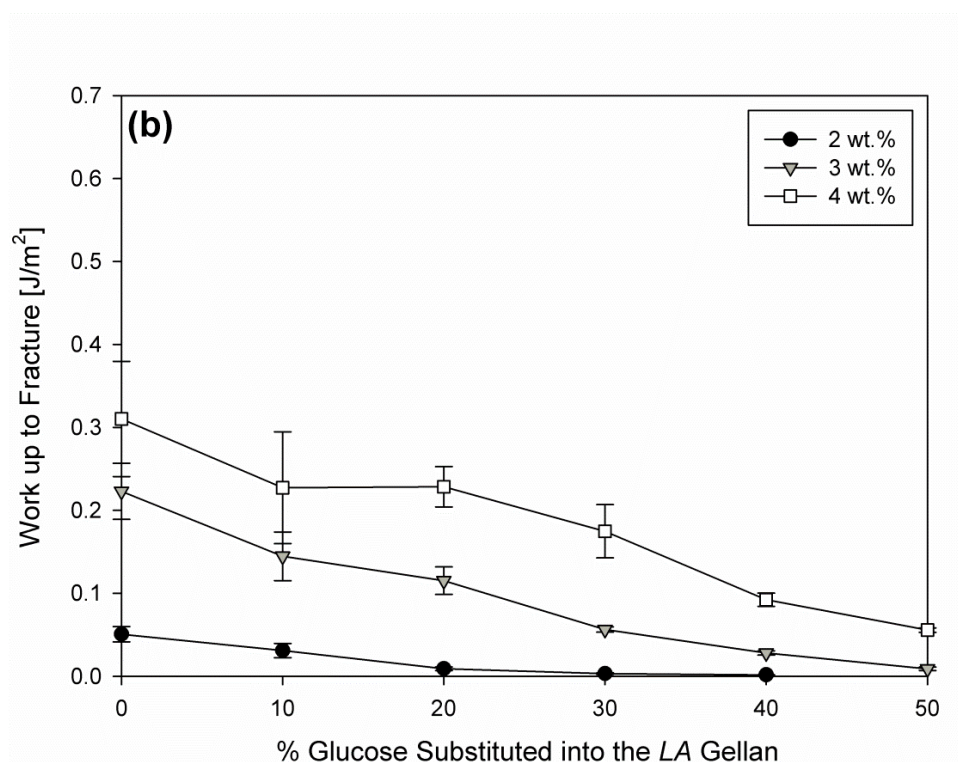 (b)
2 wt.%
3 wt.%
4 wt.%
Work up to Fracture [J/m²]
0.7
0.6
0.5
0.4
0.3
0.2
0.1
0.0
0 10 20 30 40 50
% Glucose Substituted into the LA Gellan